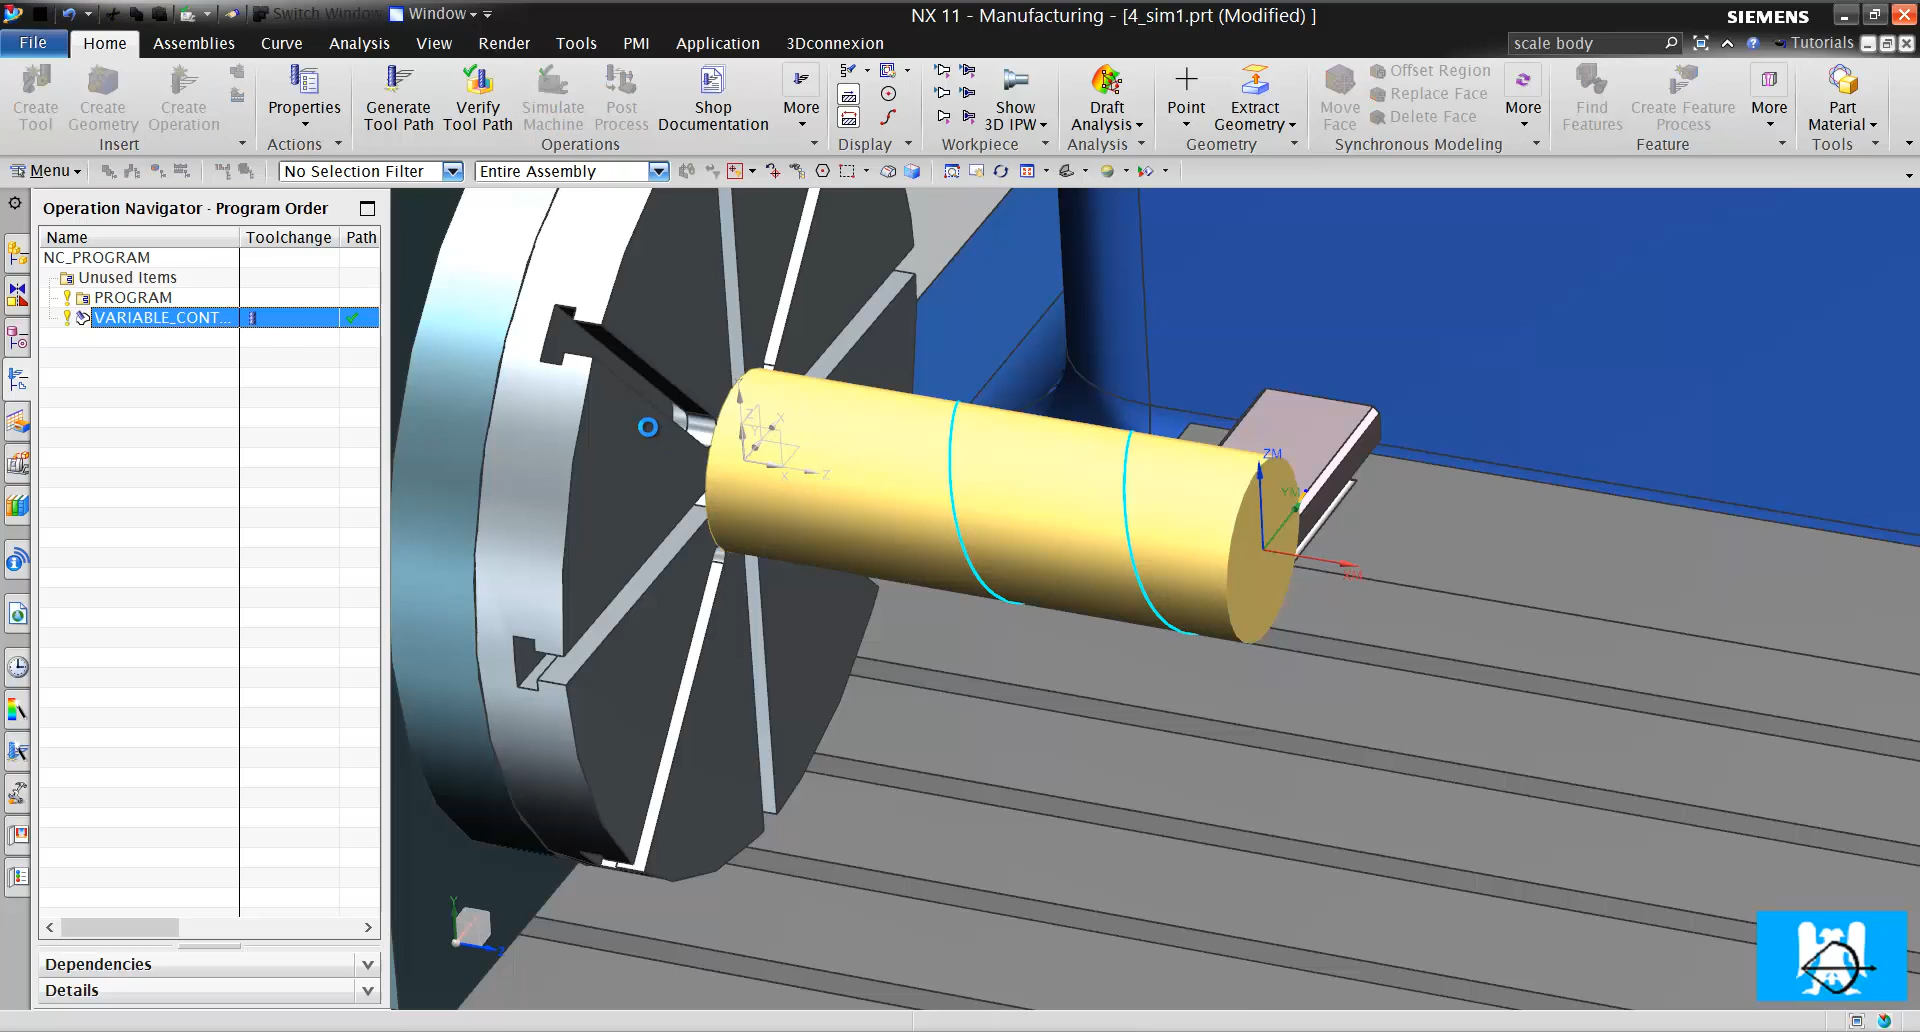 Switch Window Window
NX 11 - Manufacturing - [4_sim1.prt (Modified) ]
SIEMENS
File Home Assemblies Curve Analysis View Render Tools PMI Application 3Dconnexion
scale body
Tutorials
Create Tool
Create Geometry
Create Operation
Properties
Generate Tool Path
Verify Tool Path
Simulate Machine
Post Process
Shop Documentation
More
Show 3D IPW
Draft Analysis
Point
Extract Geometry
Move Face
Offset Region
Replace Face
Delete Face
More
Find Features
Create Feature Process
More
Part Material
Insert Actions Operations Display Workpiece Analysis Geometry Synchronous Modeling Feature Tools
Menu
No Selection Filter
Entire Assembly
Operation Navigator - Program Order
Name Toolchange Path
NC_PROGRAM
Unused Items
PROGRAM
VARIABLE_CONT...
Dependencies
Details
Z X
Y
X Z
ZM
YM
XM
Y
Z